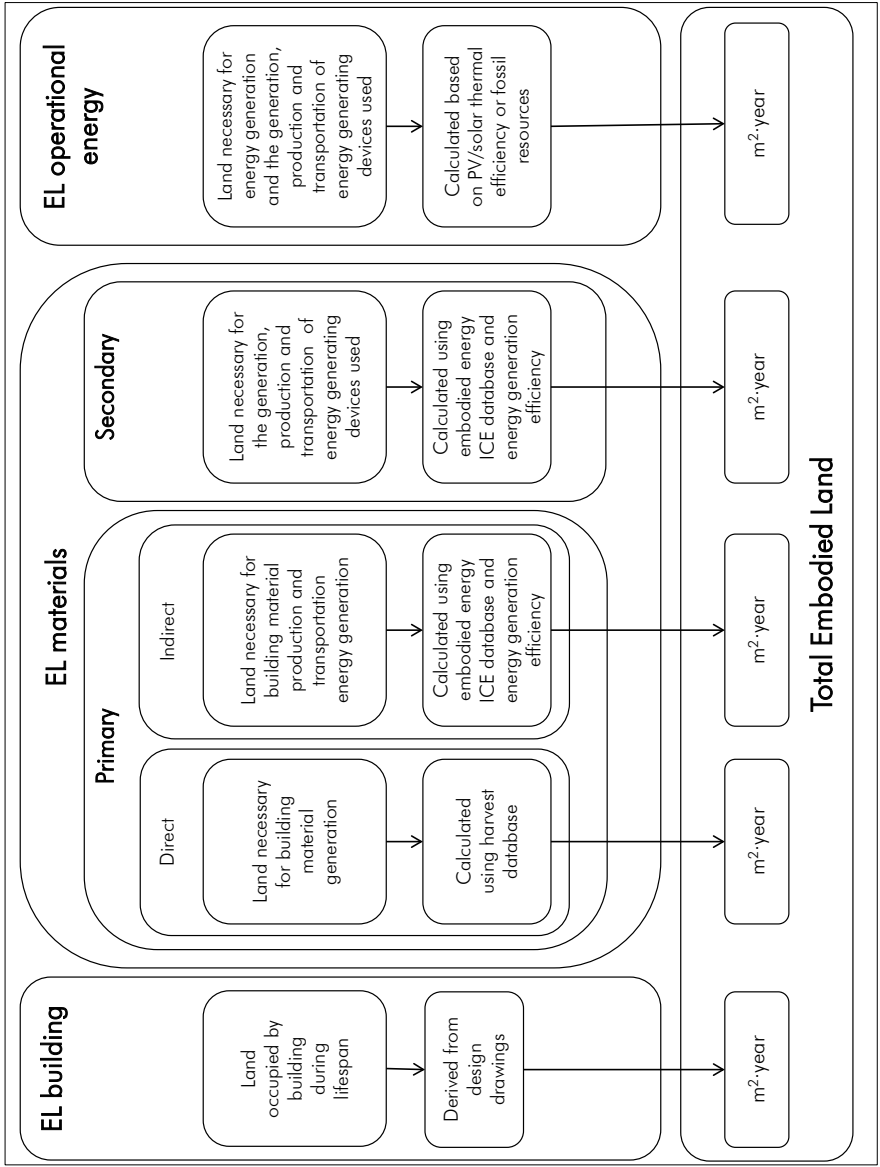 EL building
Land
occupied by
building
during
lifespan
Derived from
design
drawings
m²·year
EL materials
Primary
Direct
Land necessary
for building
material
generation
Calculated
using harvest
database
m²·year
Indirect
Land necessary for
building material
production and
transportation
energy generation
Calculated using
embodied energy
ICE database and
energy generation
efficiency
m²·year
Secondary
Land necessary for
the generation,
production and
transportation of
energy generating
devices used
Calculated using
embodied energy
ICE database and
energy generation
efficiency
m²·year
EL operational
energy
Land necessary for
energy generation
and the generation,
production and
transportation of
energy generating
devices used
Calculated based
on PV/solar thermal
efficiency or fossil
resources
m²·year
Total Embodied Land